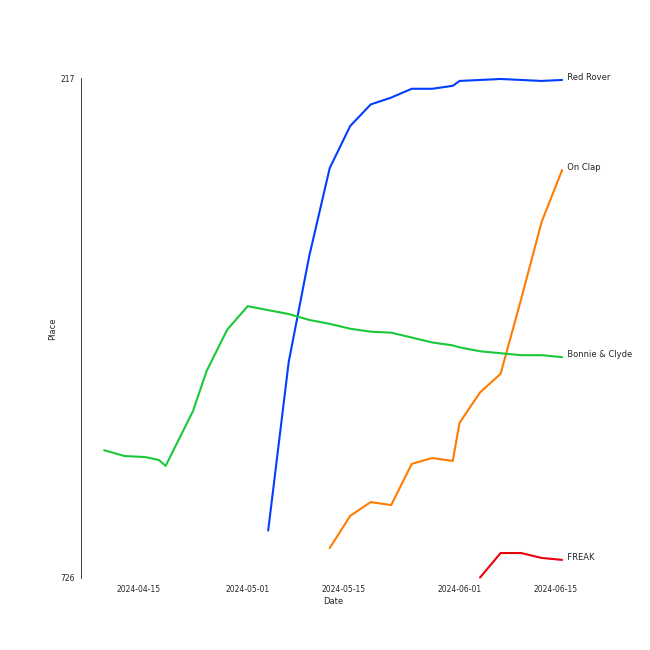 217
Red Rover
On Clap
Place
Bonnie & Clyde
FREAK
726
2024-04-15 2024-05-01 2024-05-15 2024-06-01 2024-06-15
Date